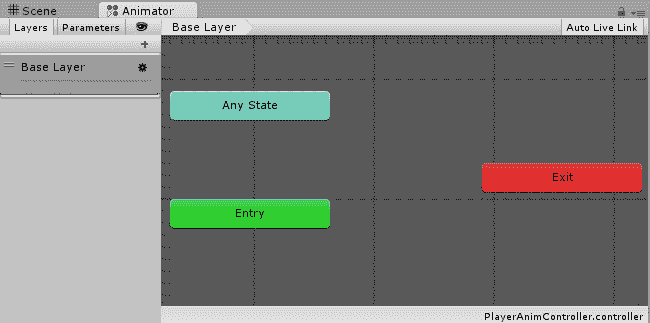 Scene Animator
Layers Parameters Base Layer Auto Live Link
+
Base Layer
Any State
Exit
Entry
PlayerAnimController.controller